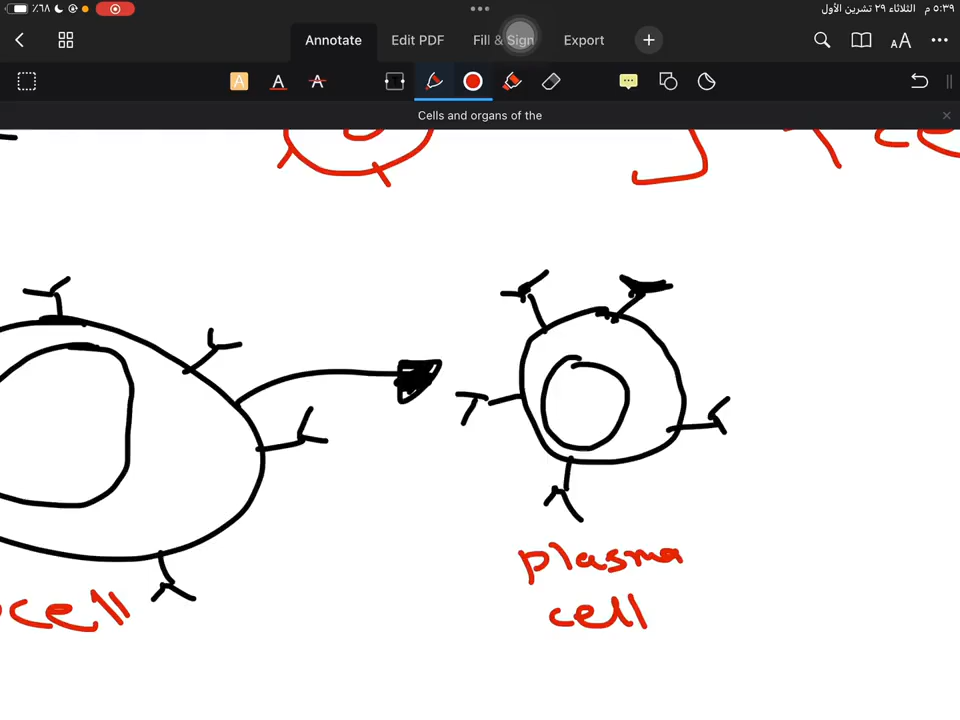 ٪٦٨
٥:٣٩ م الثلاثاء ٢٩ تشرين الأول
Annotate Edit PDF Fill & Sign Export
Cells and organs of the
plasma
cell
cell